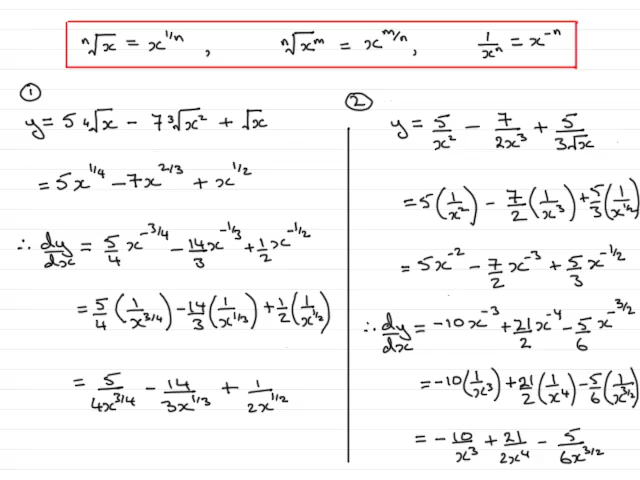 ⁿ√x = x^{1/n} , ⁿ√x^m = x^{m/n} , 1/x^n = x^{-n}
①
y = 5 ⁴√x − 7 ³√x² + √x
= 5x^{1/4} − 7x^{2/3} + x^{1/2}
∴ dy/dx = 5/4 x^{-3/4} − 14/3 x^{-1/3} + 1/2 x^{-1/2}
= 5/4 (1/x^{3/4}) − 14/3 (1/x^{1/3}) + 1/2 (1/x^{1/2})
= 5/4x^{3/4} − 14/3x^{1/3} + 1/2x^{1/2}
②
y = 5/x² − 7/2x³ + 5/3√x
= 5(1/x²) − 7/2 (1/x³) + 5/3 (1/x^{1/2})
= 5x^{-2} − 7/2 x^{-3} + 5/3 x^{-1/2}
∴ dy/dx = −10x^{-3} + 21/2 x^{-4} − 5/6 x^{-3/2}
= −10(1/x³) + 21/2 (1/x⁴) − 5/6 (1/x^{3/2})
= −10/x³ + 21/2x⁴ − 5/6x^{3/2}